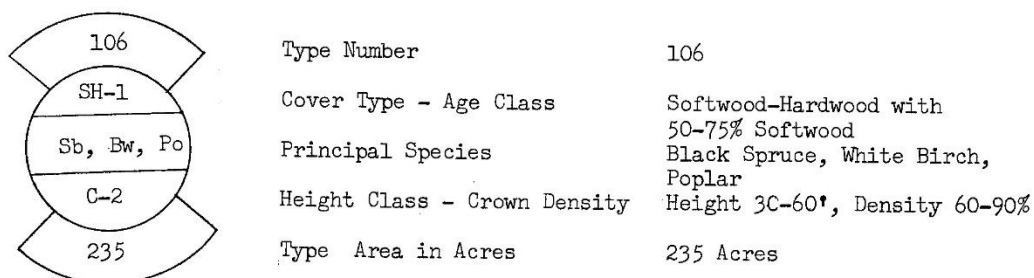 106
SH-1
Sb, Bw, Po
C-2
235
Type Number 106
Cover Type - Age Class Softwood-Hardwood with
50-75% Softwood
Principal Species Black Spruce, White Birch,
Poplar
Height Class - Crown Density Height 3C-60', Density 60-90%
Type Area in Acres 235 Acres